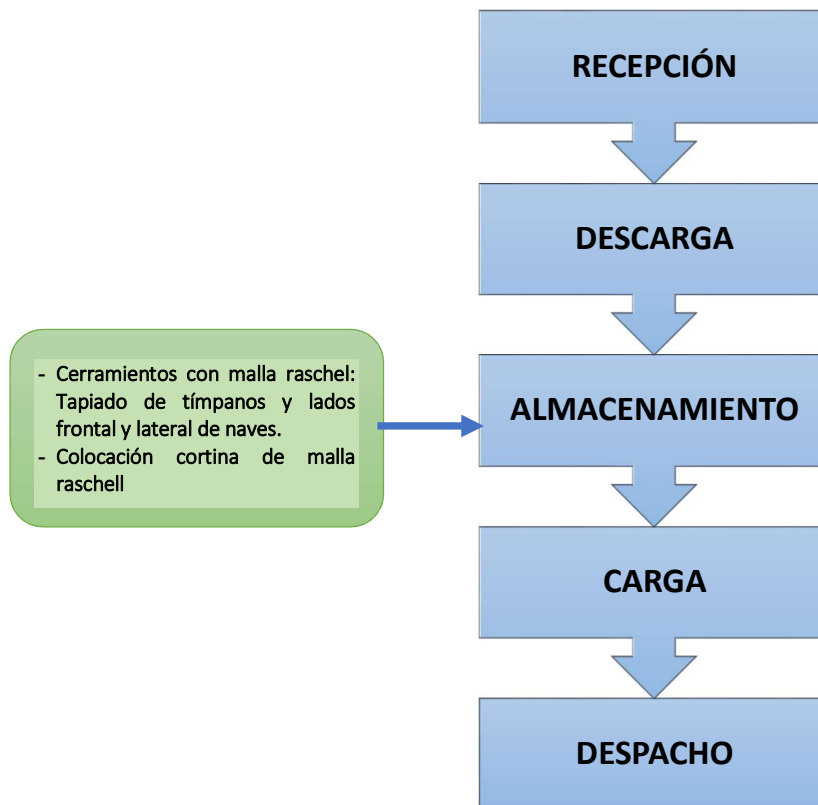 RECEPCIÓN
DESCARGA
- Cerramientos con malla raschel:
Tapiado de tímpanos y lados
frontal y lateral de naves.
- Colocación cortina de malla
raschell
ALMACENAMIENTO
CARGA
DESPACHO